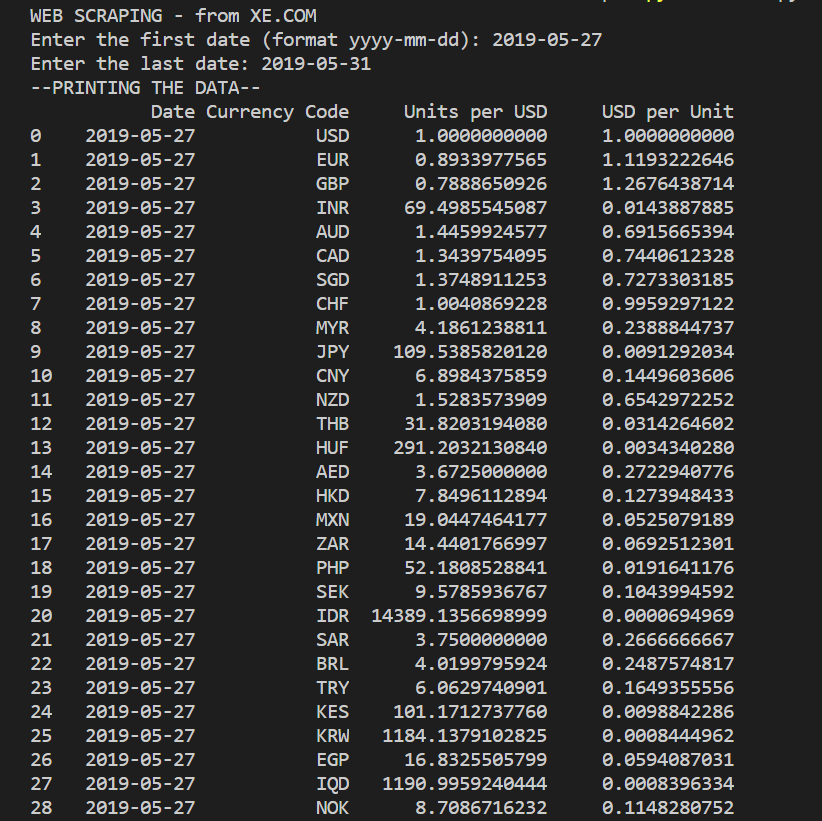 WEB SCRAPING - from XE.COM
Enter the first date (format yyyy-mm-dd): 2019-05-27
Enter the last date: 2019-05-31
--PRINTING THE DATA--
Date Currency Code Units per USD USD per Unit
0 2019-05-27 USD 1.0000000000 1.0000000000
1 2019-05-27 EUR 0.8933977565 1.1193222646
2 2019-05-27 GBP 0.7888650926 1.2676438714
3 2019-05-27 INR 69.4985545087 0.0143887885
4 2019-05-27 AUD 1.4459924577 0.6915665394
5 2019-05-27 CAD 1.3439754095 0.7440612328
6 2019-05-27 SGD 1.3748911253 0.7273303185
7 2019-05-27 CHF 1.0040869228 0.9959297122
8 2019-05-27 MYR 4.1861238811 0.2388844737
9 2019-05-27 JPY 109.5385820120 0.0091292034
10 2019-05-27 CNY 6.8984375859 0.1449603606
11 2019-05-27 NZD 1.5283573909 0.6542972252
12 2019-05-27 THB 31.8203194080 0.0314264602
13 2019-05-27 HUF 291.2032130840 0.0034340280
14 2019-05-27 AED 3.6725000000 0.2722940776
15 2019-05-27 HKD 7.8496112894 0.1273948433
16 2019-05-27 MXN 19.0447464177 0.0525079189
17 2019-05-27 ZAR 14.4401766997 0.0692512301
18 2019-05-27 PHP 52.1808528841 0.0191641176
19 2019-05-27 SEK 9.5785936767 0.1043994592
20 2019-05-27 IDR 14389.1356698999 0.0000694969
21 2019-05-27 SAR 3.7500000000 0.2666666667
22 2019-05-27 BRL 4.0199795924 0.2487574817
23 2019-05-27 TRY 6.0629740901 0.1649355556
24 2019-05-27 KES 101.1712737760 0.0098842286
25 2019-05-27 KRW 1184.1379102825 0.0008444962
26 2019-05-27 EGP 16.8325505799 0.0594087031
27 2019-05-27 IQD 1190.9959240444 0.0008396334
28 2019-05-27 NOK 8.7086716232 0.1148280752